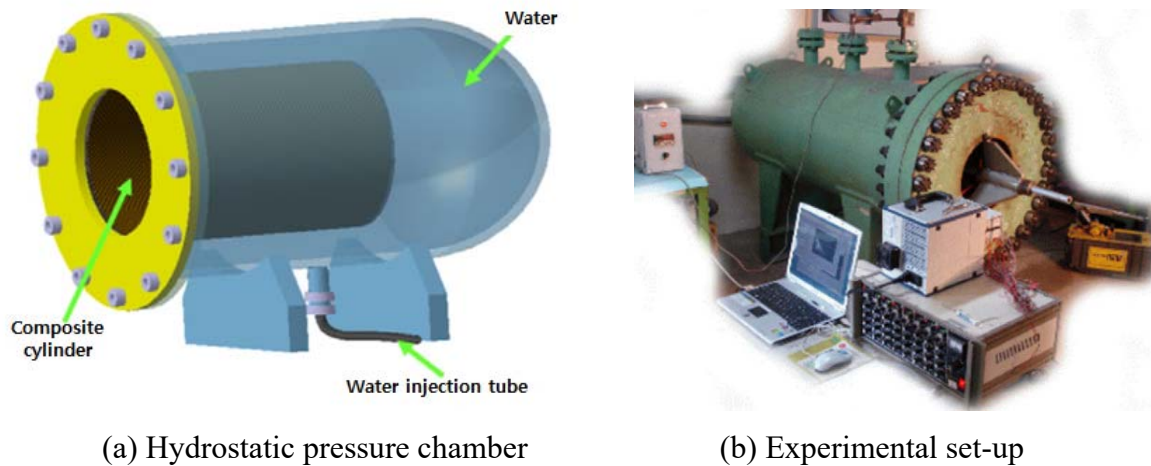 Water
Composite
cylinder
Water injection tube
(a) Hydrostatic pressure chamber
(b) Experimental set-up